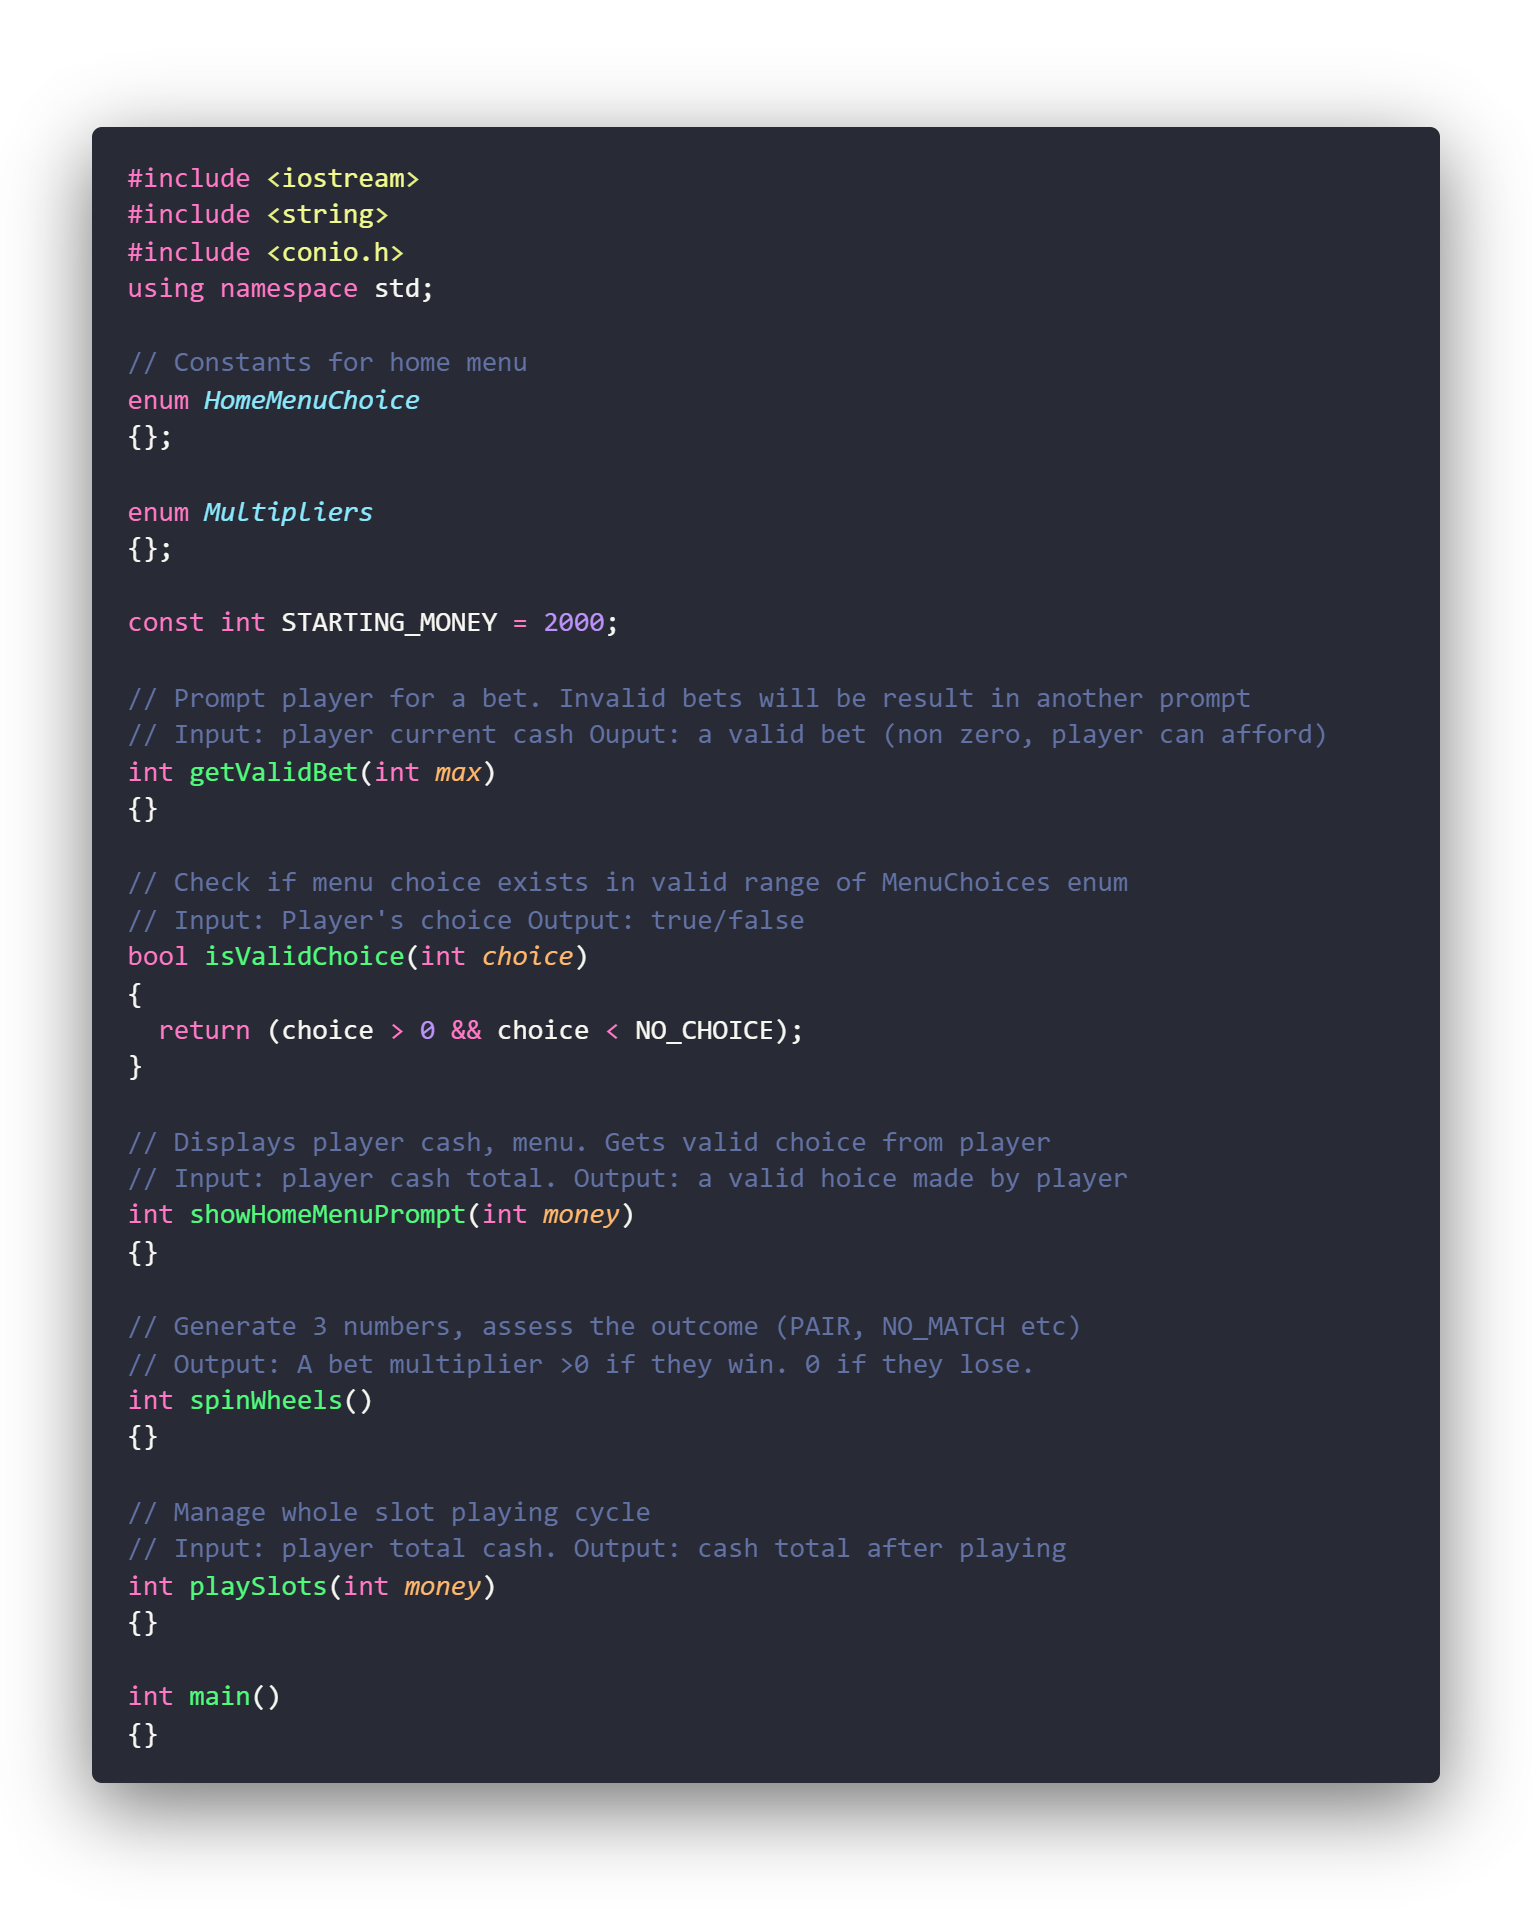 #include <iostream>
#include <string>
#include <conio.h>
using namespace std;

// Constants for home menu
enum HomeMenuChoice
{};

enum Multipliers
{};

const int STARTING_MONEY = 2000;

// Prompt player for a bet. Invalid bets will be result in another prompt
// Input: player current cash Ouput: a valid bet (non zero, player can afford)
int getValidBet(int max)
{}

// Check if menu choice exists in valid range of MenuChoices enum
// Input: Player's choice Output: true/false
bool isValidChoice(int choice)
{
  return (choice > 0 && choice < NO_CHOICE);
}

// Displays player cash, menu. Gets valid choice from player
// Input: player cash total. Output: a valid hoice made by player
int showHomeMenuPrompt(int money)
{}

// Generate 3 numbers, assess the outcome (PAIR, NO_MATCH etc)
// Output: A bet multiplier >0 if they win. 0 if they lose.
int spinWheels()
{}

// Manage whole slot playing cycle
// Input: player total cash. Output: cash total after playing
int playSlots(int money)
{}

int main()
{}